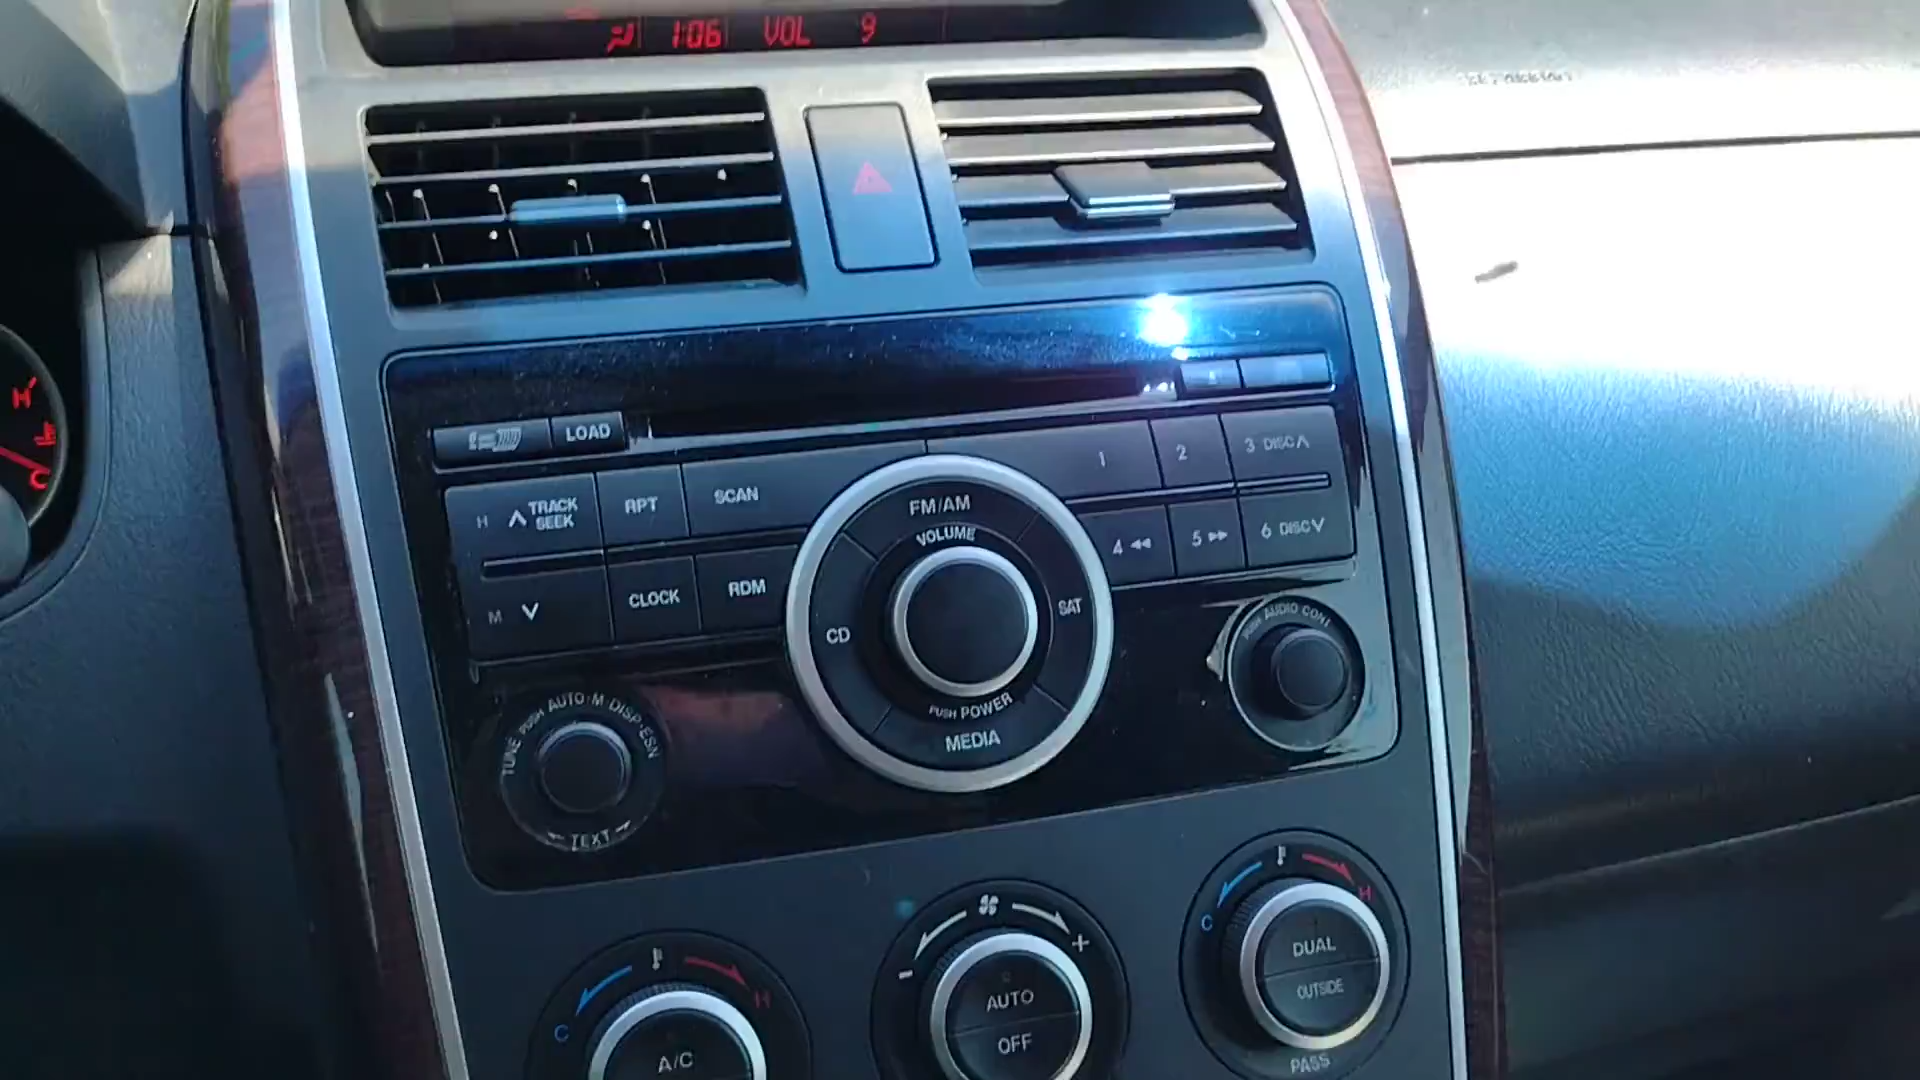 1:06 VOL 9
H
C
LOAD
TRACK
SEEK
H
RPT
SCAN
1
2
3 DISC
M
CLOCK
RDM
4
5
6 DISC
FM/AM
VOLUME
CD
SAT
PUSH POWER
MEDIA
TUNE PUSH AUTO·M DISP·ESN
TEXT
PUSH AUDIO CONT
C
H
A/C
-
+
AUTO
OFF
C
H
DUAL
OUTSIDE
PASS